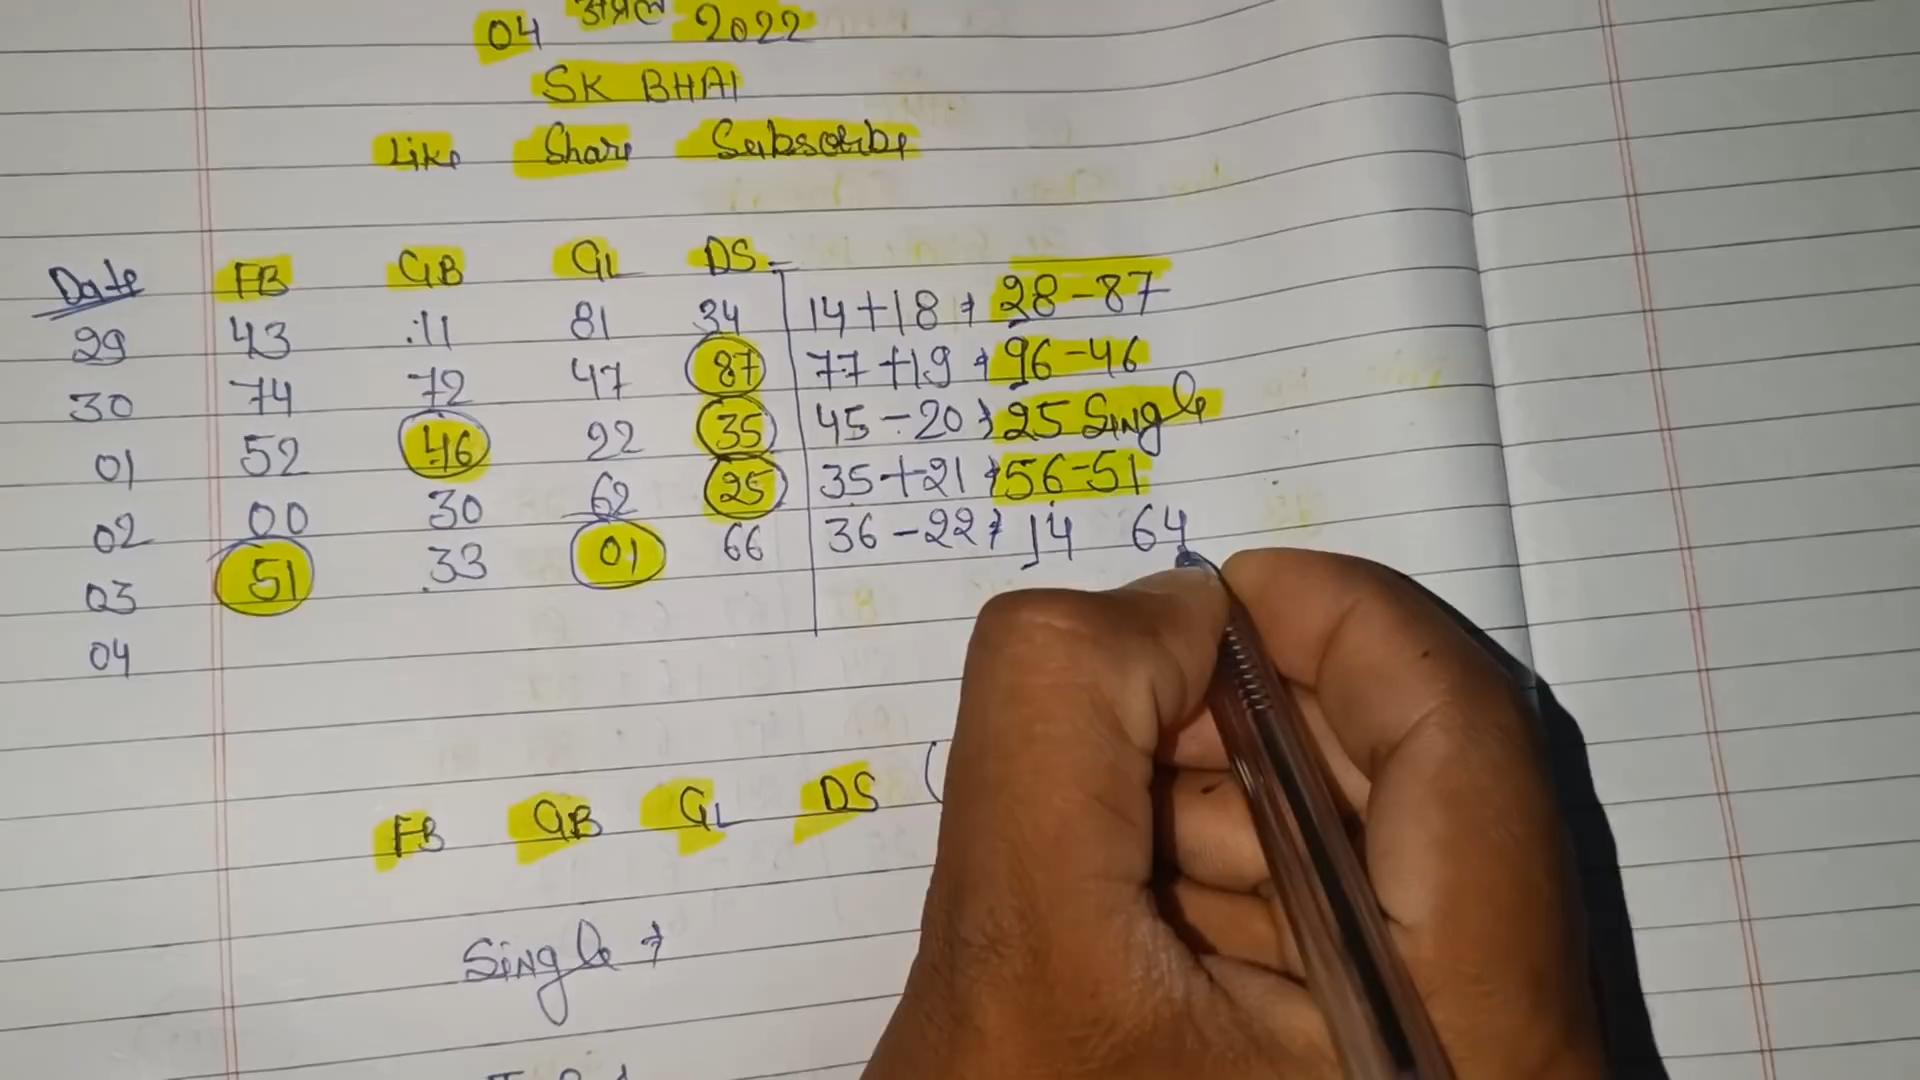 04 अप्रैल 2022
SK BHAI
Like Share Subscribe
Date FB GB GL DS
29 43 11 81 34 14+18 → 28-87
30 74 72 47 87 77+19 → 96-46
01 52 46 22 35 45-20 → 25 Single
02 00 30 62 25 35+21 → 56-51
03 51 33 01 66 36-22 → 14 64
04
FB GB GL DS (
Single →